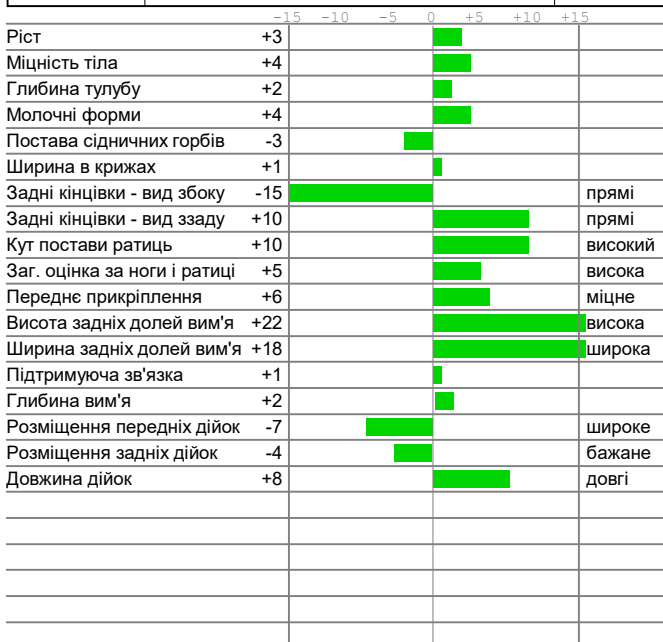 -15 -10 -5 0 +5 +10 +15
Ріст +3
Міцність тіла +4
Глибина тулубу +2
Молочні форми +4
Постава сідничних горбів -3
Ширина в крижах +1
Задні кінцівки - вид збоку -15 прямі
Задні кінцівки - вид ззаду +10 прямі
Кут постави ратиць +10 високий
Заг. оцінка за ноги і ратиці +5 висока
Переднє прикріплення +6 міцне
Висота задніх долей вим'я +22 висока
Ширина задніх долей вим'я +18 широка
Підтримуюча зв'язка +1
Глибина вим'я +2
Розміщення передніх дійок -7 широке
Розміщення задніх дійок -4 бажане
Довжина дійок +8 довгі